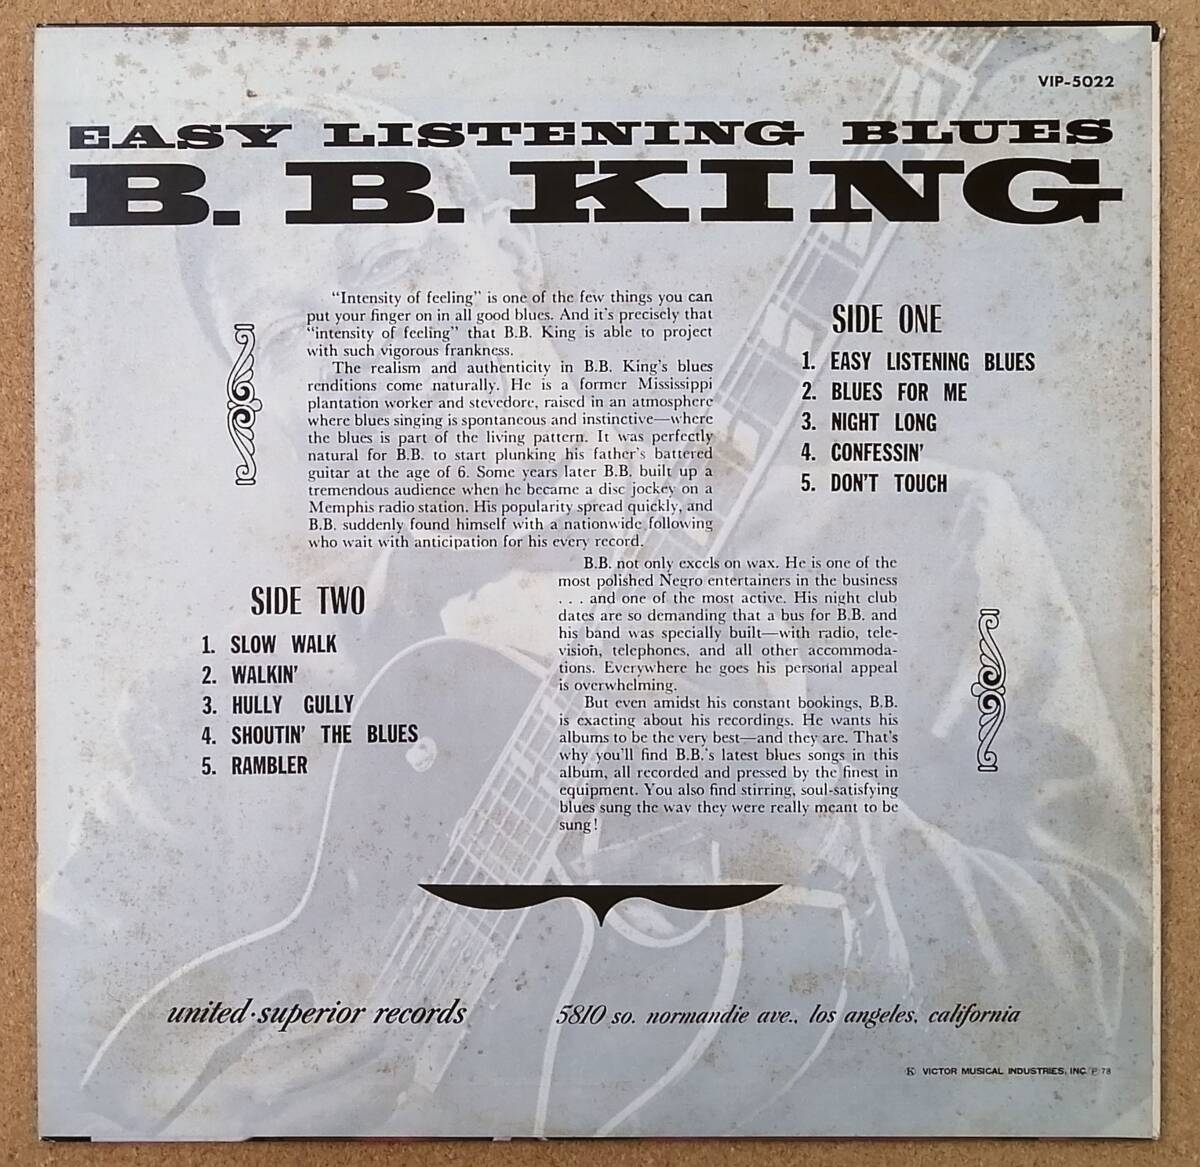 VIP-5022
EASY LISTENING BLUES
B. B. KING
“Intensity of feeling” is one of the few things you can
put your finger on in all good blues. And it's precisely that
“intensity of feeling” that B.B. King is able to project
with such vigorous frankness.
The realism and authenticity in B.B. King's blues
renditions come naturally. He is a former Mississippi
plantation worker and stevedore, raised in an atmosphere
where blues singing is spontaneous and instinctive—where
the blues is part of the living pattern. It was perfectly
natural for B.B. to start plunking his father's battered
guitar at the age of 6. Some years later B.B. built up a
tremendous audience when he became a disc jockey on a
Memphis radio station. His popularity spread quickly, and
B.B. suddenly found himself with a nationwide following
who wait with anticipation for his every record.
SIDE ONE
1. EASY LISTENING BLUES
2. BLUES FOR ME
3. NIGHT LONG
4. CONFESSIN'
5. DON'T TOUCH
SIDE TWO
1. SLOW WALK
2. WALKIN'
3. HULLY GULLY
4. SHOUTIN' THE BLUES
5. RAMBLER
B.B. not only excels on wax. He is one of the
most polished Negro entertainers in the business
. . . and one of the most active. His night club
dates are so demanding that a bus for B.B. and
his band was specially built—with radio, tele-
vision, telephones, and all other accommoda-
tions. Everywhere he goes his personal appeal
is overwhelming.
But even amidst his constant bookings, B.B.
is exacting about his recordings. He wants his
albums to be the very best—and they are. That's
why you'll find B.B.'s latest blues songs in this
album, all recorded and pressed by the finest in
equipment. You also find stirring, soul-satisfying
blues sung the way they were really meant to be
sung!
united·superior records
5810 so. normandie ave., los angeles, california
Ⓚ VICTOR MUSICAL INDUSTRIES, INC. Ⓟ 78